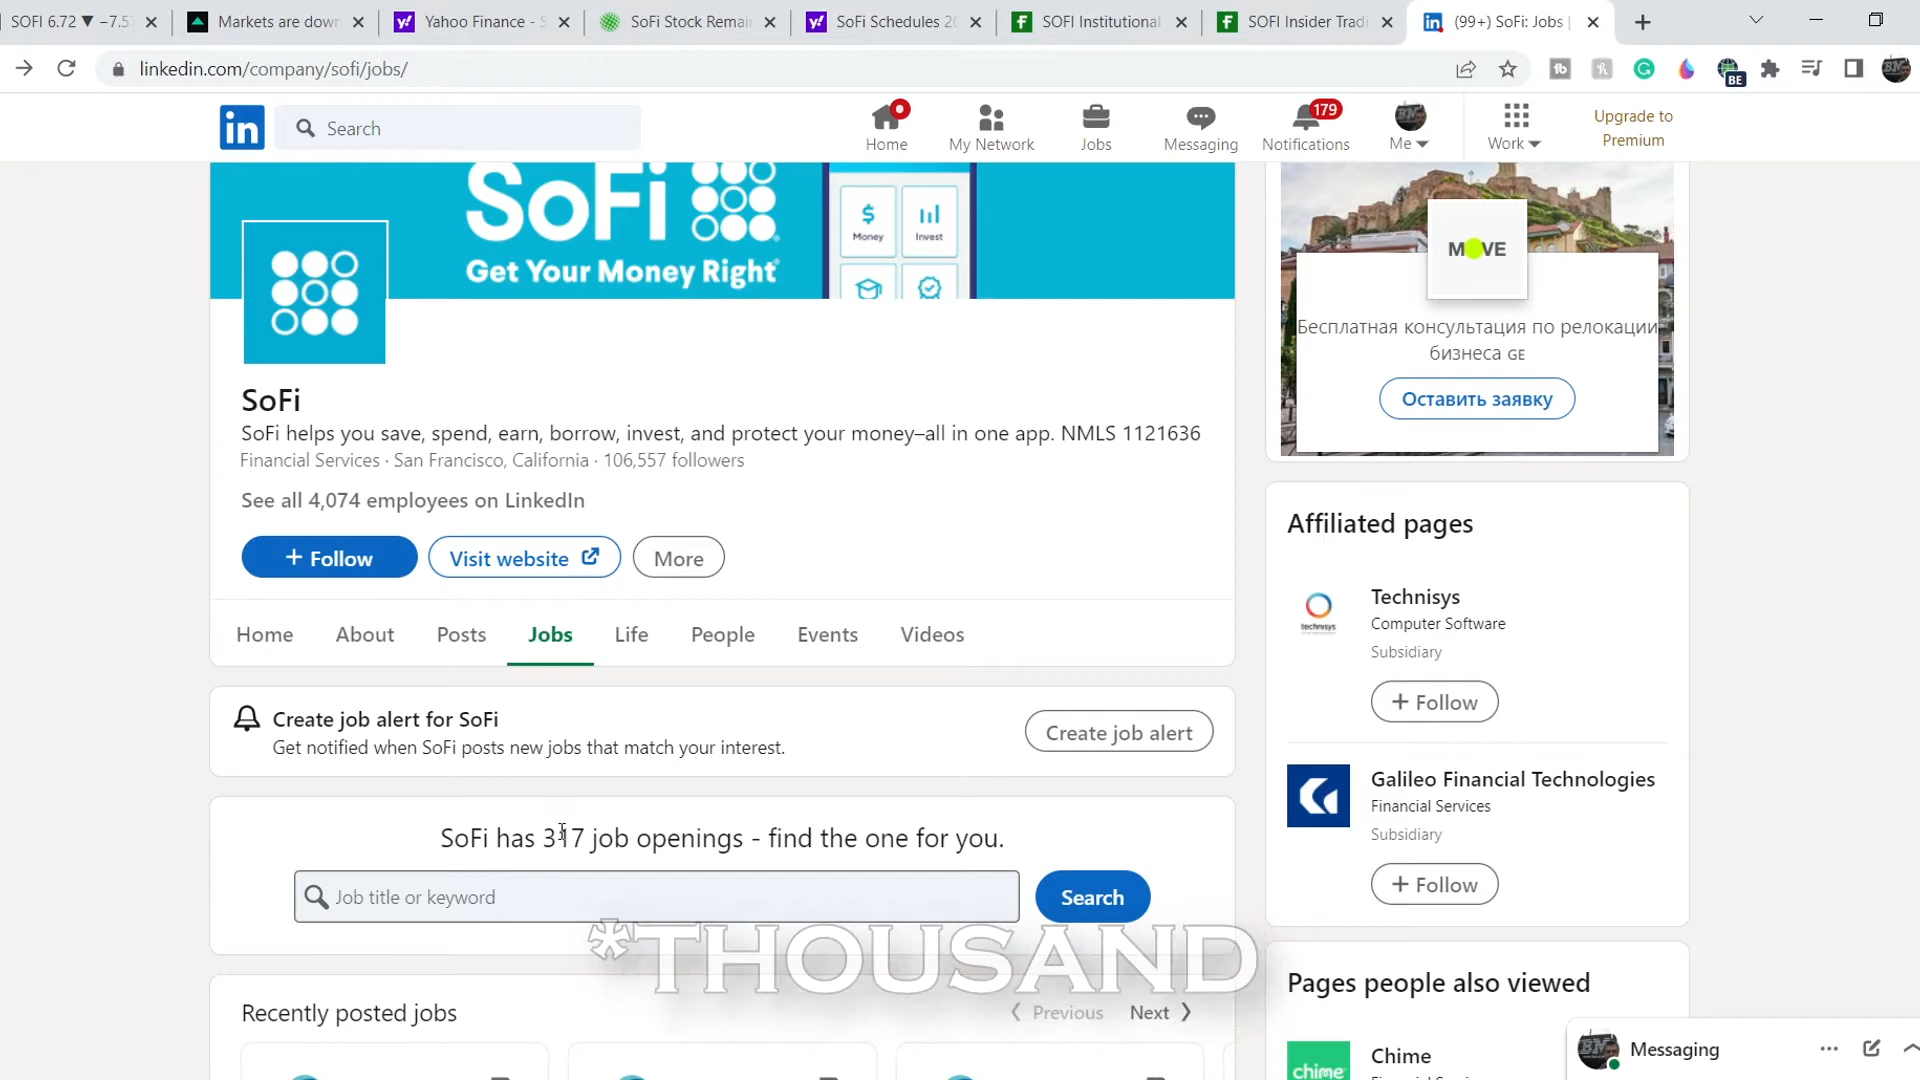 SOFI 6.72 ▼ −7.57
Markets are down
Yahoo Finance - S
SoFi Stock Remai
SoFi Schedules 20
SOFI Institutional
SOFI Insider Tradi
(99+) SoFi: Jobs |
linkedin.com/company/sofi/jobs/
BE
in
Search
Home
My Network
Jobs
Messaging
179
Notifications
Me
Work
Upgrade to
Premium
SoFi
Get Your Money Right
Money
Invest
MOVE
Бесплатная консультация по релокации
бизнеса GE
Оставить заявку
SoFi
SoFi helps you save, spend, earn, borrow, invest, and protect your money–all in one app. NMLS 1121636
Financial Services · San Francisco, California · 106,557 followers
See all 4,074 employees on LinkedIn
+ Follow
Visit website
More
Home
About
Posts
Jobs
Life
People
Events
Videos
Create job alert for SoFi
Get notified when SoFi posts new jobs that match your interest.
Create job alert
SoFi has 317 job openings - find the one for you.
Job title or keyword
Search
*THOUSAND
Recently posted jobs
Previous
Next
Affiliated pages
technisys
Technisys
Computer Software
Subsidiary
+ Follow
Galileo Financial Technologies
Financial Services
Subsidiary
+ Follow
Pages people also viewed
chime
Chime
Messaging